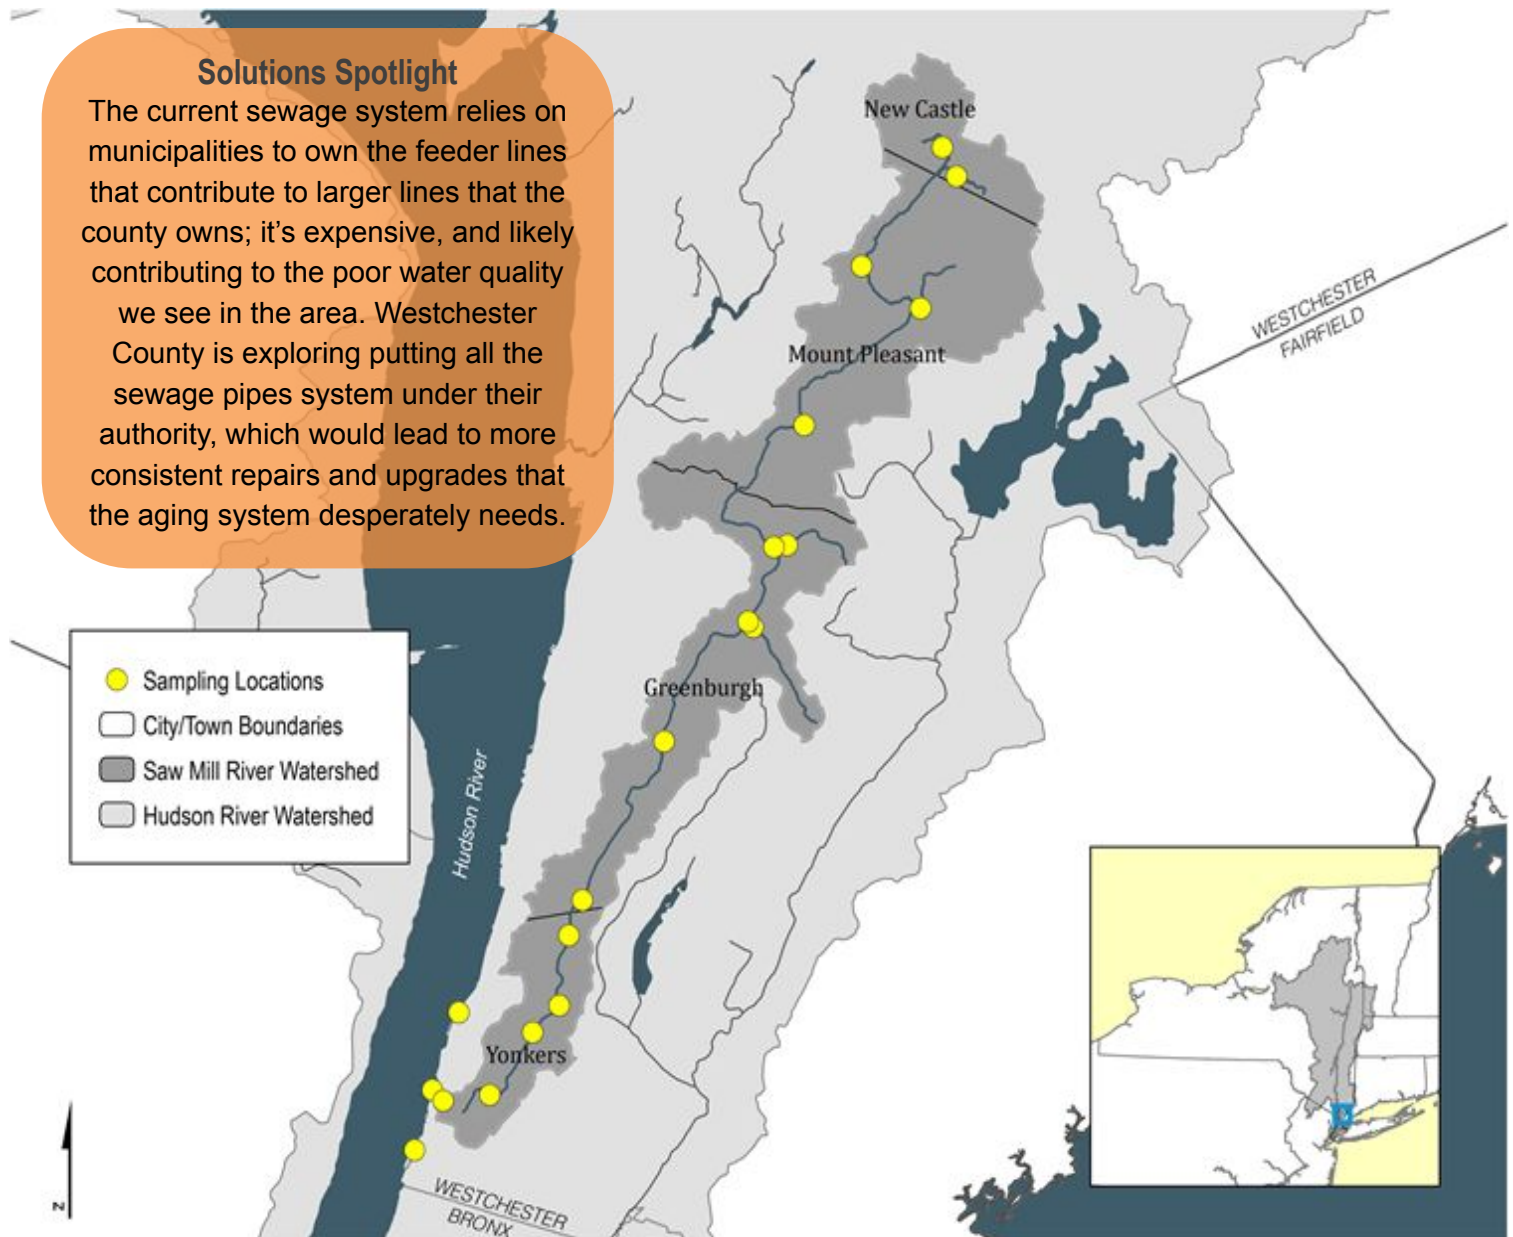 Solutions Spotlight
The current sewage system relies on
municipalities to own the feeder lines
that contribute to larger lines that the
county owns; it's expensive, and likely
contributing to the poor water quality
we see in the area. Westchester
County is exploring putting all the
sewage pipes system under their
authority, which would lead to more
consistent repairs and upgrades that
the aging system desperately needs.
New Castle
WESTCHESTER
FAIRFIELD
Mount Pleasant
Sampling Locations
City/Town Boundaries
Saw Mill River Watershed
Hudson River Watershed
Greenburgh
Hudson River
Yonkers
WESTCHESTER
BRONX
N